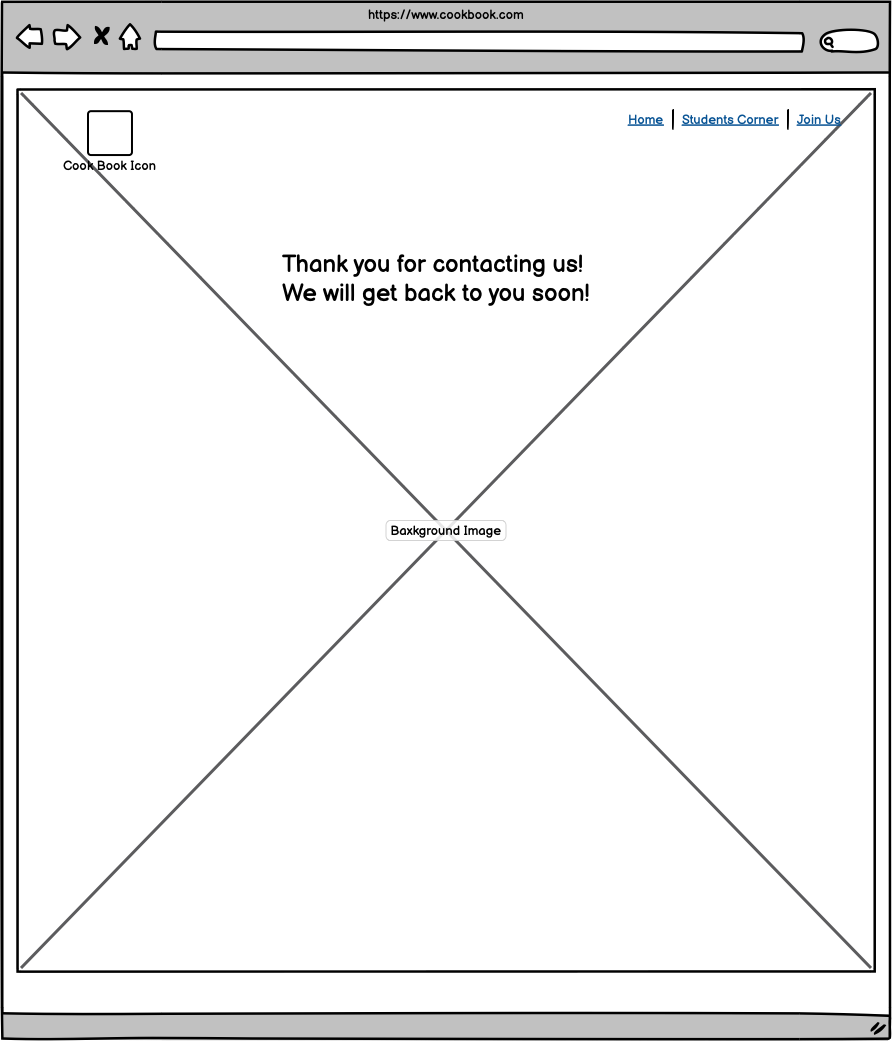 https://www.cookbook.com
Home Students Corner Join Us
Cook Book Icon
Thank you for contacting us!
We will get back to you soon!
Baxkground Image